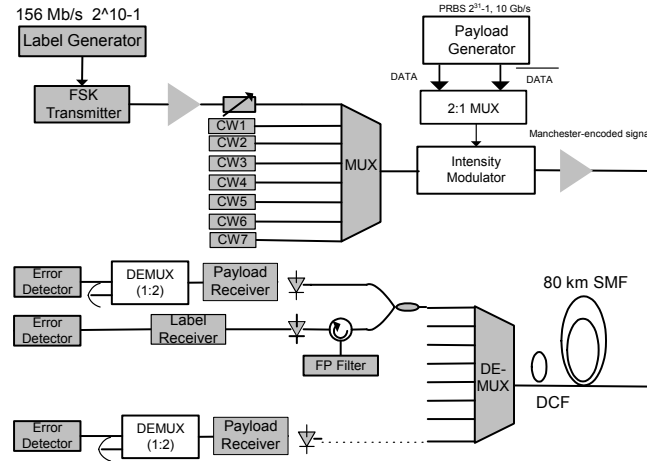 156 Mb/s 2^10-1
Label Generator
FSK
Transmitter
CW1
CW2
CW3
CW4
CW5
CW6
CW7
MUX
PRBS 2³¹-1, 10 Gb/s
Payload
Generator
DATA
DATA
2:1 MUX
Manchester-encoded signal
Intensity
Modulator
Error
Detector
DEMUX
(1:2)
Payload
Receiver
Error
Detector
Label
Receiver
FP Filter
DE-
MUX
80 km SMF
DCF
Error
Detector
DEMUX
(1:2)
Payload
Receiver